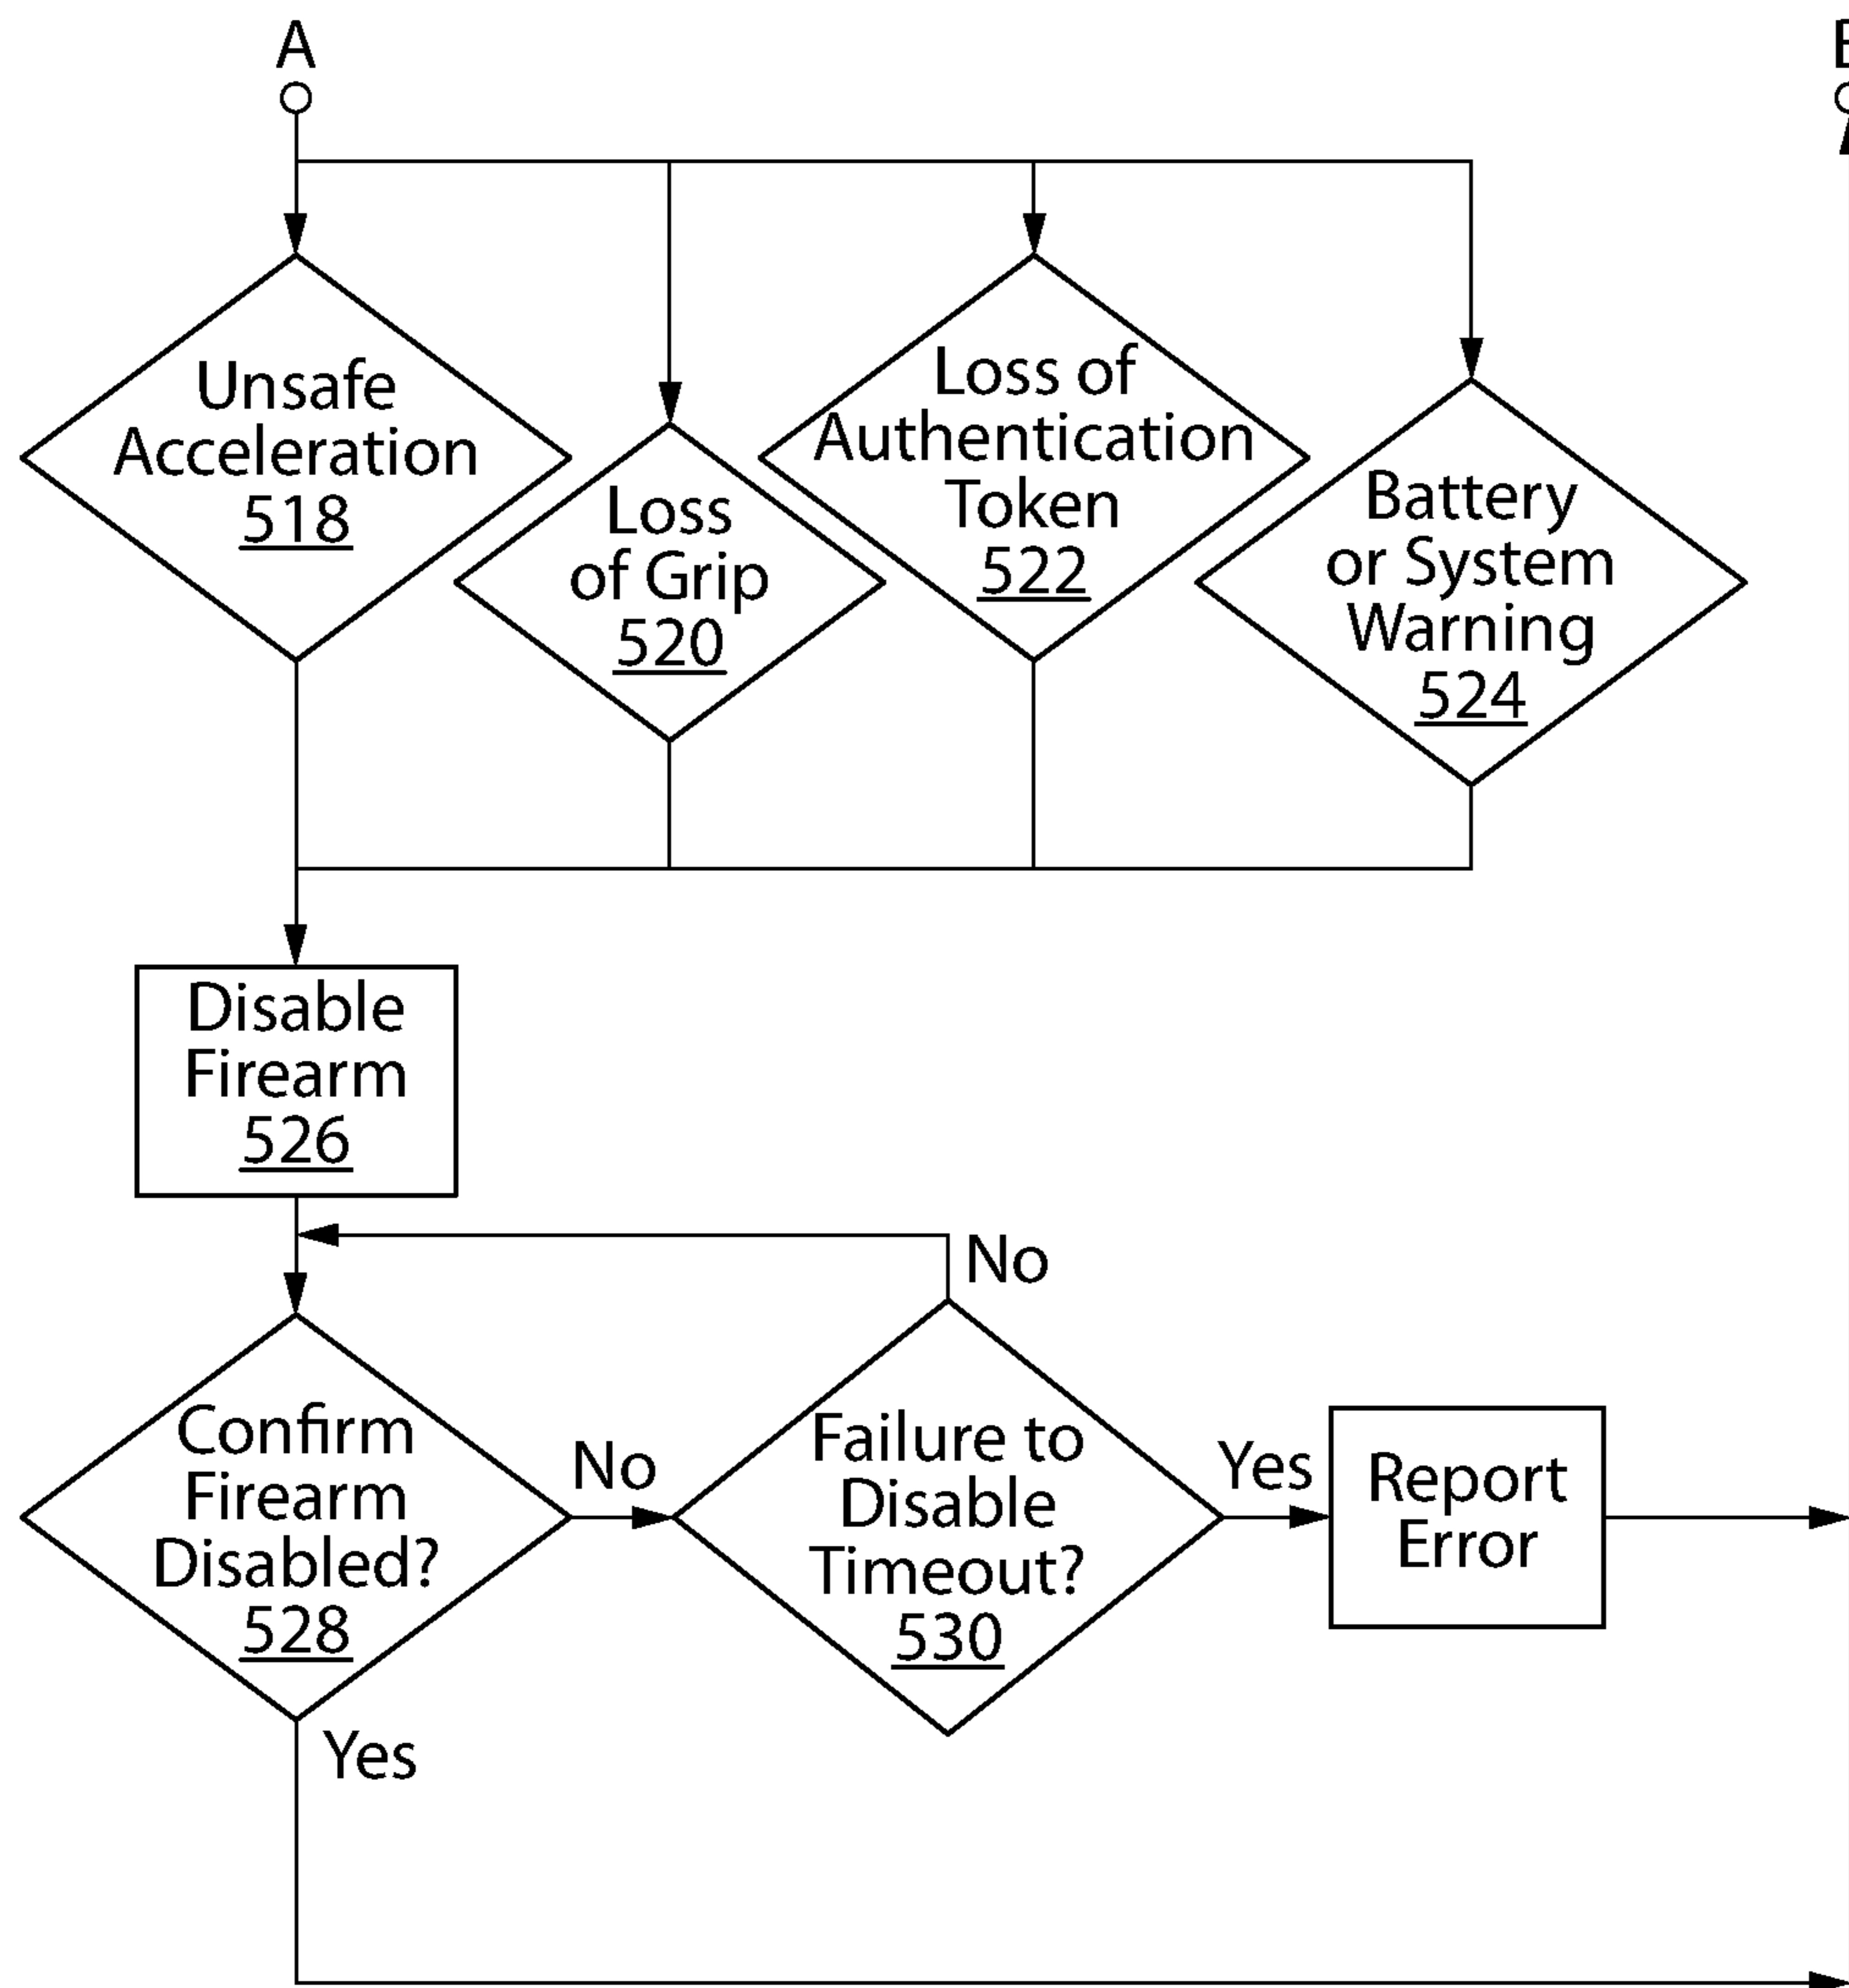 A
Unsafe
Acceleration
518
Loss
of Grip
520
Loss of
Authentication
Token
522
Battery
or System
Warning
524
Disable
Firearm
526
No
Confirm
Firearm
Disabled?
528
No
Failure to
Disable
Timeout?
530
Yes
Report
Error
Yes